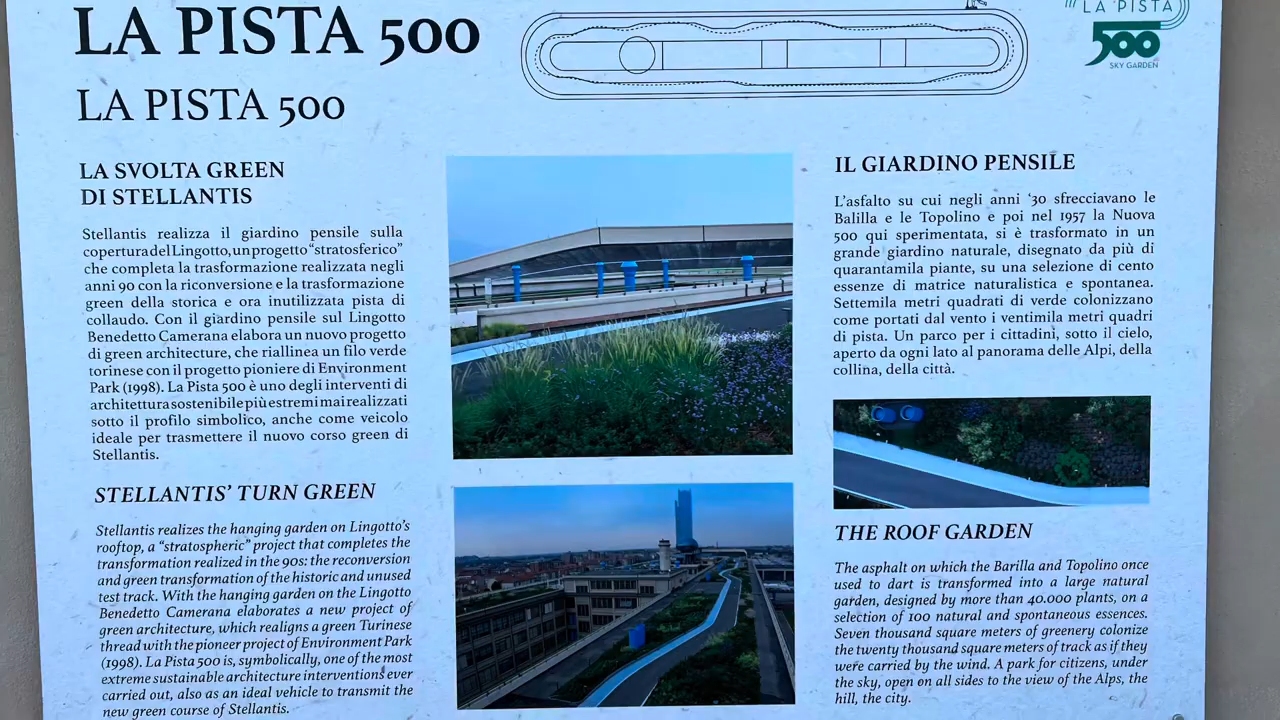 LA PISTA 500
LA PISTA 500
LA PISTA
500
SKY GARDEN
LA SVOLTA GREEN
DI STELLANTIS
Stellantis realizza il giardino pensile sulla
copertura del Lingotto, un progetto “stratosferico”
che completa la trasformazione realizzata negli
anni 90 con la riconversione e la trasformazione
green della storica e ora inutilizzata pista di
collaudo. Con il giardino pensile sul Lingotto
Benedetto Camerana elabora un nuovo progetto
di green architecture, che riallinea un filo verde
torinese con il progetto pioniere di Environment
Park (1998). La Pista 500 è uno degli interventi di
architettura sostenibile più estremi mai realizzati
sotto il profilo simbolico, anche come veicolo
ideale per trasmettere il nuovo corso green di
Stellantis.
STELLANTIS’ TURN GREEN
Stellantis realizes the hanging garden on Lingotto’s
rooftop, a “stratospheric” project that completes the
transformation realized in the 90s: the reconversion
and green transformation of the historic and unused
test track. With the hanging garden on the Lingotto
Benedetto Camerana elaborates a new project of
green architecture, which realigns a green Turinese
thread with the pioneer project of Environment Park
(1998). La Pista 500 is, symbolically, one of the most
extreme sustainable architecture interventions ever
carried out, also as an ideal vehicle to transmit the
new green course of Stellantis.
IL GIARDINO PENSILE
L’asfalto su cui negli anni ‘30 sfrecciavano le
Balilla e le Topolino e poi nel 1957 la Nuova
500 qui sperimentata, si è trasformato in un
grande giardino naturale, disegnato da più di
quarantamila piante, su una selezione di cento
essenze di matrice naturalistica e spontanea.
Settemila metri quadrati di verde colonizzano
come portati dal vento i ventimila metri quadri
di pista. Un parco per i cittadini, sotto il cielo,
aperto da ogni lato al panorama delle Alpi, della
collina, della città.
THE ROOF GARDEN
The asphalt on which the Barilla and Topolino once
used to dart is transformed into a large natural
garden, designed by more than 40.000 plants, on a
selection of 100 natural and spontaneous essences.
Seven thousand square meters of greenery colonize
the twenty thousand square meters of track as if they
were carried by the wind. A park for citizens, under
the sky, open on all sides to the view of the Alps, the
hill, the city.